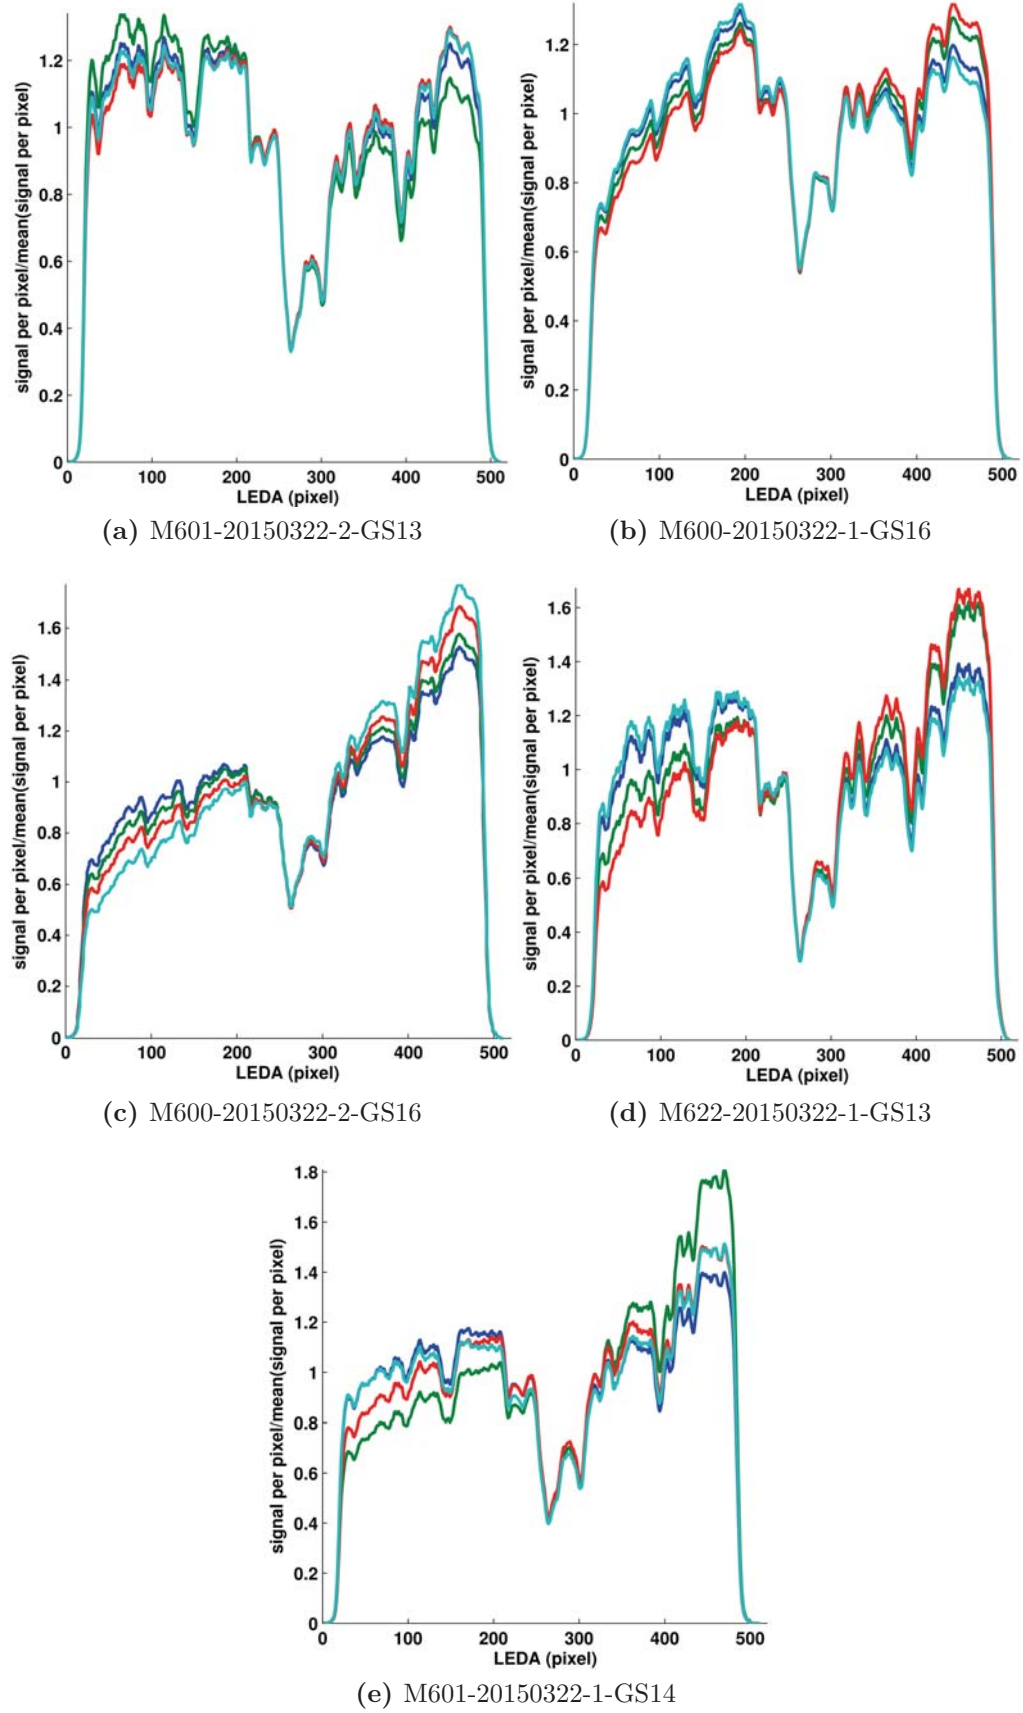 signal per pixel/mean(signal per pixel)
1.2
1
0.8
0.6
0.4
0.2
0
0 100 200 300 400 500
LEDA (pixel)
(a) M601-20150322-2-GS13
signal per pixel/mean(signal per pixel)
1.2
1
0.8
0.6
0.4
0.2
0
0 100 200 300 400 500
LEDA (pixel)
(b) M600-20150322-1-GS16
signal per pixel/mean(signal per pixel)
1.6
1.4
1.2
1
0.8
0.6
0.4
0.2
0
0 100 200 300 400 500
LEDA (pixel)
(c) M600-20150322-2-GS16
signal per pixel/mean(signal per pixel)
1.6
1.4
1.2
1
0.8
0.6
0.4
0.2
0
0 100 200 300 400 500
LEDA (pixel)
(d) M622-20150322-1-GS13
signal per pixel/mean(signal per pixel)
1.8
1.6
1.4
1.2
1
0.8
0.6
0.4
0.2
0
0 100 200 300 400 500
LEDA (pixel)
(e) M601-20150322-1-GS14